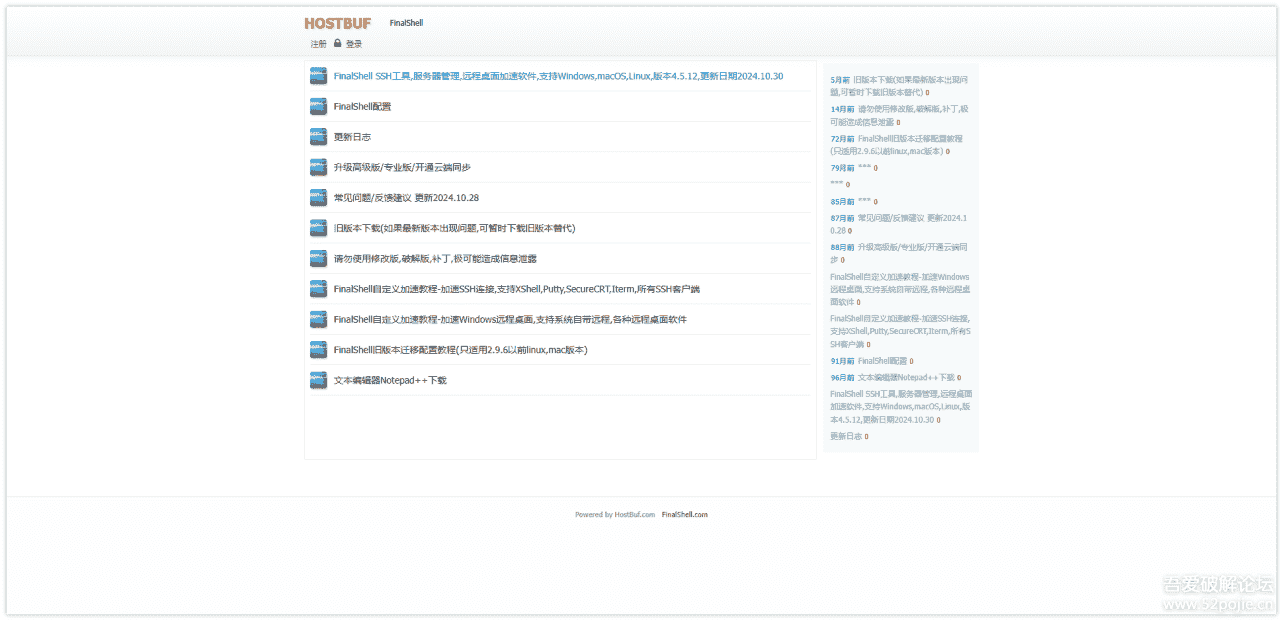 HOSTBUF FinalShell
注册 登录
FinalShell SSH工具,服务器管理,远程桌面加速软件,支持Windows,macOS,Linux,版本4.5.12,更新日期2024.10.30
FinalShell配置
更新日志
升级高级版/专业版/开通云端同步
常见问题/反馈建议 更新2024.10.28
旧版本下载(如果最新版本出现问题,可暂时下载旧版本替代)
请勿使用修改版,破解版,补丁,极可能造成信息泄露
FinalShell自定义加速教程-加速SSH连接,支持XShell,Putty,SecureCRT,Iterm,所有SSH客户端
FinalShell自定义加速教程-加速Windows远程桌面,支持系统自带远程,各种远程桌面软件
FinalShell旧版本迁移配置教程(只适用2.9.6以前linux,mac版本)
文本编辑器Notepad++下载
5月前 旧版本下载(如果最新版本出现问
题,可暂时下载旧版本替代) 0
14月前 请勿使用修改版,破解版,补丁,极
可能造成信息泄露 0
72月前 FinalShell旧版本迁移配置教程
(只适用2.9.6以前linux,mac版本) 0
79月前 *** 0
*** 0
85月前 *** 0
87月前 常见问题/反馈建议 更新2024.1
0.28 0
88月前 升级高级版/专业版/开通云端同
步 0
FinalShell自定义加速教程-加速Windows
远程桌面,支持系统自带远程,各种远程桌
面软件 0
FinalShell自定义加速教程-加速SSH连接,
支持XShell,Putty,SecureCRT,Iterm,所有S
SH客户端 0
91月前 FinalShell配置 0
96月前 文本编辑器Notepad++下载 0
FinalShell SSH工具,服务器管理,远程桌面
加速软件,支持Windows,macOS,Linux,版
本4.5.12,更新日期2024.10.30 0
更新日志 0
Powered by HostBuf.com FinalShell.com
吾爱破解论坛
www.52pojie.cn